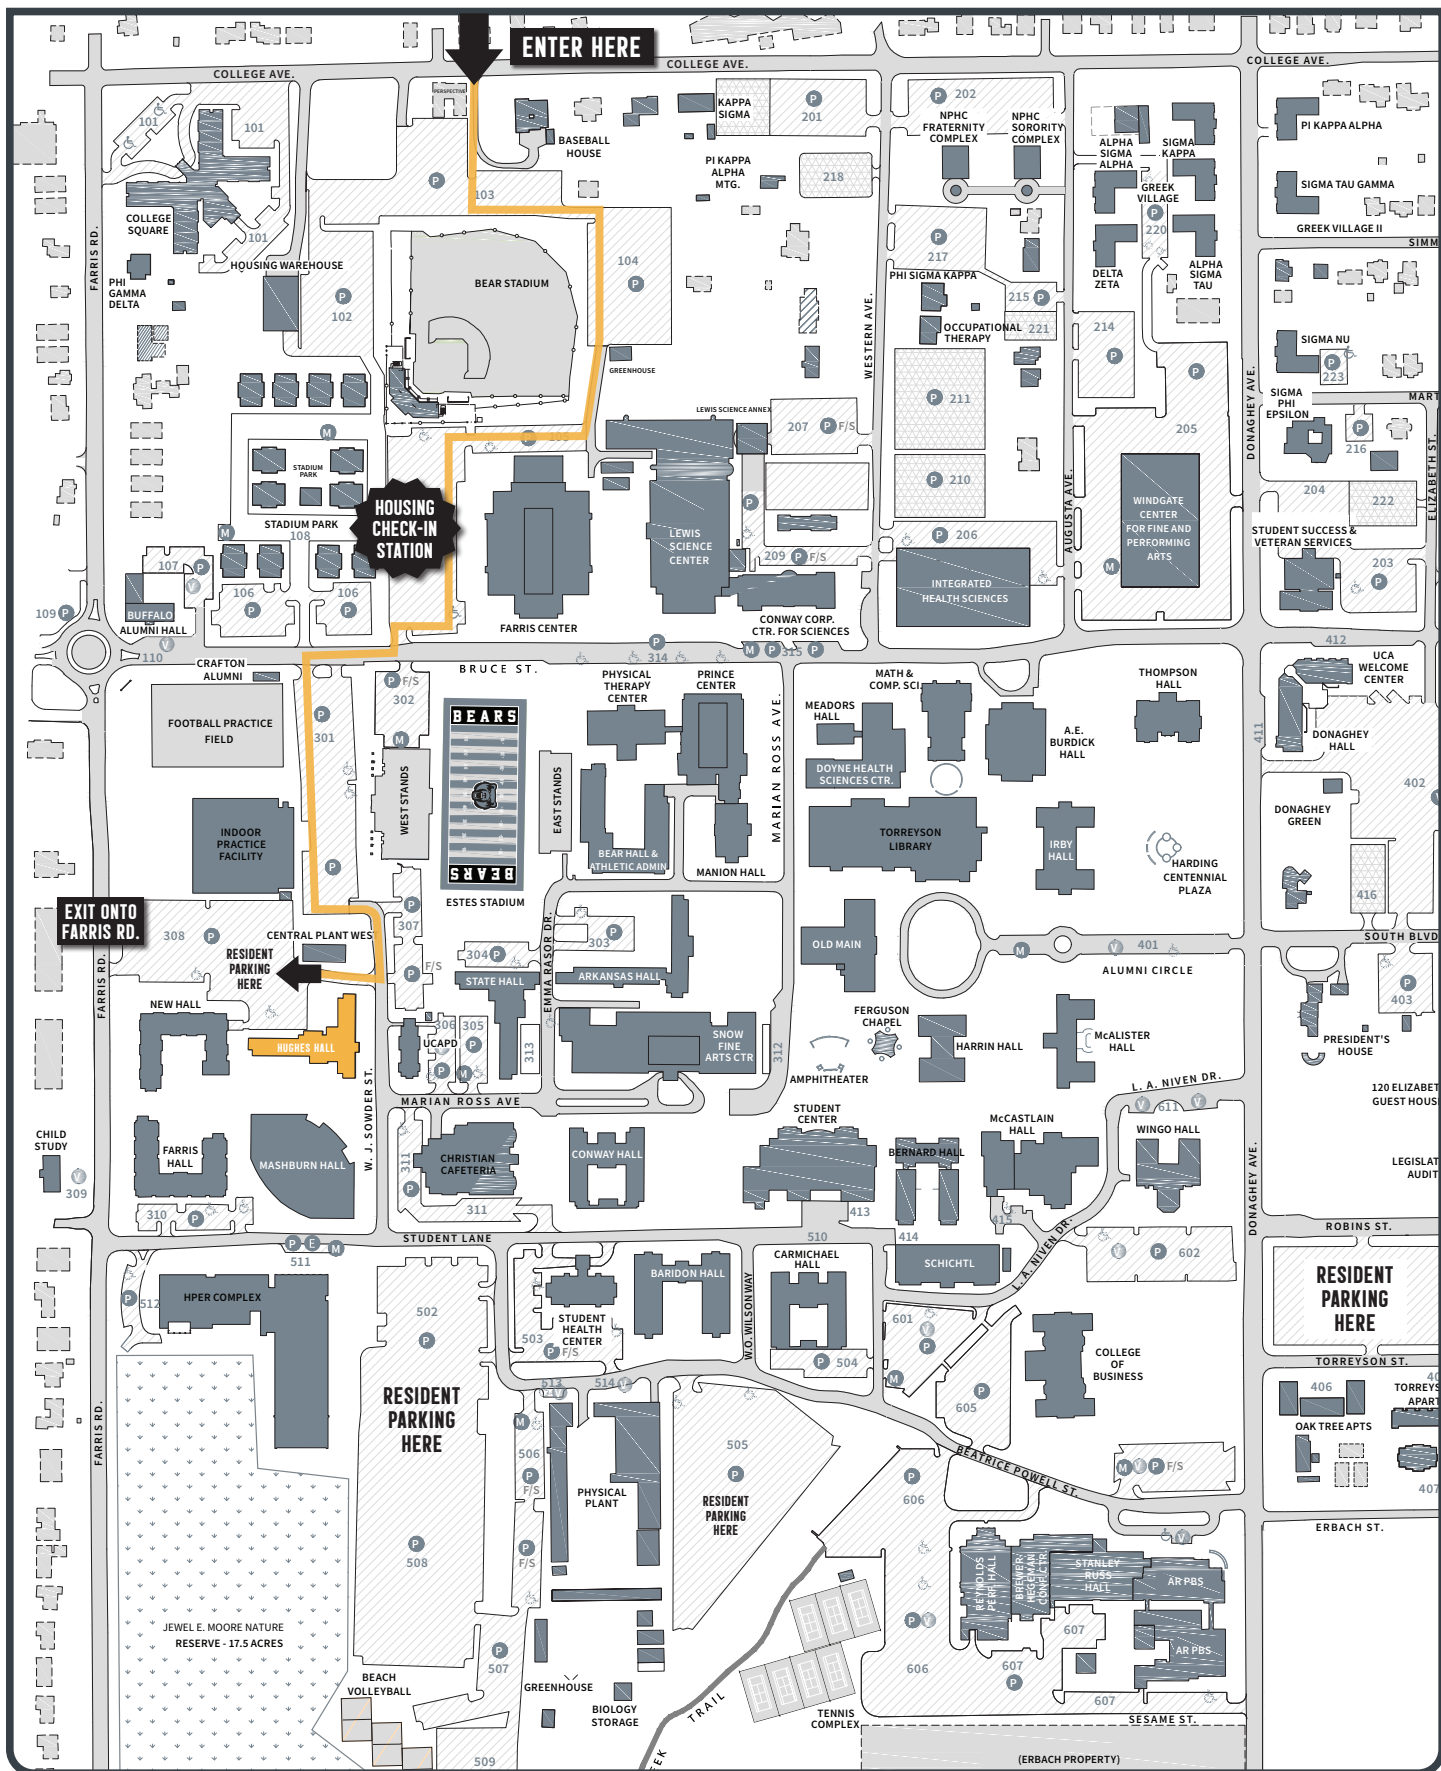 ENTER HERE
COLLEGE AVE.
COLLEGE AVE.
COLLEGE AVE.
PERSPECTIVE
101
101
101
103
P
BASEBALL
HOUSE
KAPPA
SIGMA
P
201
P
202
NPHC
FRATERNITY
COMPLEX
NPHC
SORORITY
COMPLEX
ALPHA
SIGMA
ALPHA
SIGMA
KAPPA
PI KAPPA ALPHA
PI KAPPA
ALPHA
MTG.
218
GREEK
VILLAGE
P
220
SIGMA TAU GAMMA
GREEK VILLAGE II
SIMM
COLLEGE
SQUARE
FARRIS RD.
HOUSING WAREHOUSE
PHI
GAMMA
DELTA
P
102
BEAR STADIUM
104
P
P
217
PHI SIGMA KAPPA
DELTA
ZETA
ALPHA
SIGMA
TAU
215
P
221
OCCUPATIONAL
THERAPY
WESTERN AVE.
214
P
P
205
SIGMA NU
P
223
DONAGHEY AVE.
MART
GREENHOUSE
LEWIS SCIENCE ANNEX
207
P
F/S
P
211
SIGMA
PHI
EPSILON
P
216
ELIZABETH ST.
M
STADIUM
PARK
STADIUM PARK
108
HOUSING
CHECK-IN
STATION
P
P
210
204
222
LEWIS
SCIENCE
CENTER
WINDGATE
CENTER
FOR FINE AND
PERFORMING
ARTS
AUGUSTA AVE.
M
STUDENT SUCCESS &
VETERAN SERVICES
203
P
M
107
P
V
106
P
106
P
109
P
BUFFALO
ALUMNI HALL
V
110
209
P
F/S
P
206
INTEGRATED
HEALTH SCIENCES
FARRIS CENTER
CONWAY CORP.
CTR. FOR SCIENCES
412
CRAFTON
ALUMNI
BRUCE ST.
P
314
M
P
315
P
UCA
WELCOME
CENTER
FOOTBALL PRACTICE
FIELD
P
301
P
F/S
302
M
BEARS
PHYSICAL
THERAPY
CENTER
PRINCE
CENTER
MARIAN ROSS AVE.
MATH &
COMP. SCI.
MEADORS
HALL
DOYNE HEALTH
SCIENCES CTR.
A.E.
BURDICK
HALL
THOMPSON
HALL
411
DONAGHEY
HALL
402
V
DONAGHEY
GREEN
INDOOR
PRACTICE
FACILITY
WEST STANDS
EAST STANDS
BEAR HALL &
ATHLETIC ADMIN
MANION HALL
TORREYSON
LIBRARY
IRBY
HALL
HARDING
CENTENNIAL
PLAZA
416
P
BEARS
ESTES STADIUM
EXIT ONTO
FARRIS RD.
308
P
RESIDENT
PARKING
HERE
CENTRAL PLANT WEST
P
307
P
F/S
304
P
STATE HALL
EMMA RASOR DR.
P
303
ARKANSAS HALL
OLD MAIN
M
V
401
ALUMNI CIRCLE
SOUTH BLVD
P
403
NEW HALL
FARRIS RD.
HUGHES HALL
306
UCAPD
P
305
P
M
313
SNOW
FINE
ARTS CTR
312
FERGUSON
CHAPEL
AMPHITHEATER
HARRIN HALL
McALISTER
HALL
PRESIDENT'S
HOUSE
120 ELIZABET
GUEST HOUS
MARIAN ROSS AVE
L. A. NIVEN DR.
V
611
V
CHILD
STUDY
V
309
FARRIS
HALL
MASHBURN HALL
W. J. SOWDER ST.
311
P
CHRISTIAN
CAFETERIA
311
CONWAY HALL
STUDENT
CENTER
413
BERNARD HALL
414
McCASTLAIN
HALL
415
WINGO HALL
DONAGHEY AVE.
LEGISLAT
AUDIT
310
P
STUDENT LANE
510
ROBINS ST.
P
E
M
511
P
512
HPER COMPLEX
502
P
503
STUDENT
HEALTH
CENTER
P
F/S
BARIDON HALL
W.O. WILSON WAY
CARMICHAEL
HALL
P
504
SCHICHTL
L. A. NIVEN DR.
V
P
602
RESIDENT
PARKING
HERE
601
V
P
M
P
605
COLLEGE
OF
BUSINESS
TORREYSON ST.
406
OAK TREE APTS
TORREYS
APART
407
RESIDENT
PARKING
HERE
513
V
514
V
M
506
P
F/S
PHYSICAL
PLANT
505
P
RESIDENT
PARKING
HERE
BEATRICE POWELL ST.
M
V
P
F/S
ERBACH ST.
FARRIS RD.
P
508
P
F/S
P
606
V
REYNOLDS
PERF. HALL
BREWER-
HEGEMAN
CONF. CTR.
STANLEY
RUSS
HALL
AR PBS
AR PBS
P
V
606
607
607
P
607
JEWEL E. MOORE NATURE
RESERVE - 17.5 ACRES
BEACH
VOLLEYBALL
P
507
509
GREENHOUSE
BIOLOGY
STORAGE
TRAIL
EEK
TENNIS
COMPLEX
SESAME ST.
(ERBACH PROPERTY)